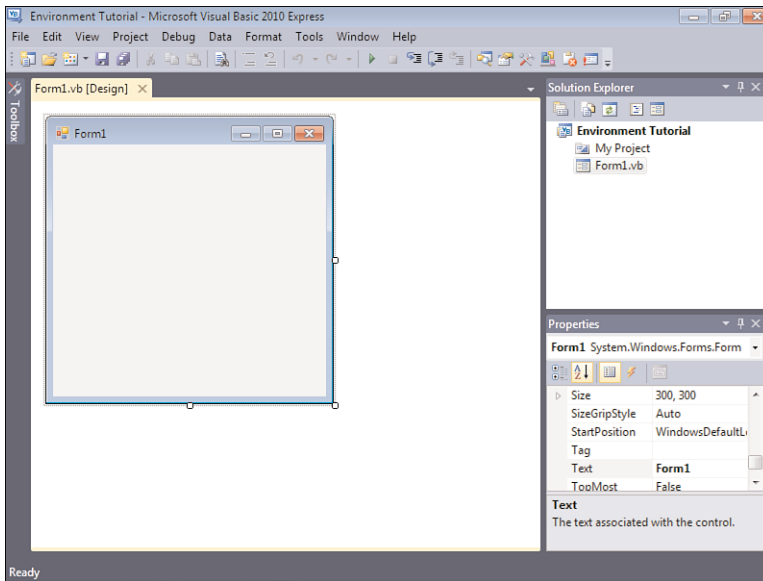 Environment Tutorial - Microsoft Visual Basic 2010 Express
File Edit View Project Debug Data Format Tools Window Help
Toolbox
Form1.vb [Design]
Form1
Solution Explorer
Environment Tutorial
My Project
Form1.vb
Properties
Form1 System.Windows.Forms.Form
Size 300, 300
SizeGripStyle Auto
StartPosition WindowsDefaultL
Tag
Text Form1
TopMost False
Text
The text associated with the control.
Ready